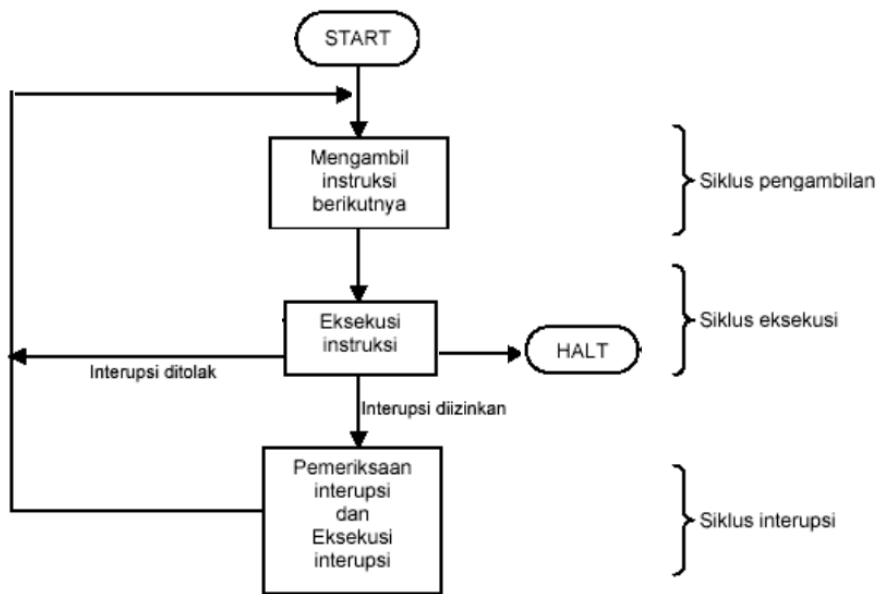 START
Mengambil
instruksi
berikutnya
Siklus pengambilan
Eksekusi
instruksi
Siklus eksekusi
HALT
Interupsi ditolak
Interupsi diizinkan
Pemeriksaan
interupsi
dan
Eksekusi
interupsi
Siklus interupsi